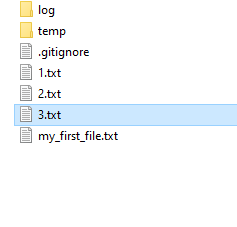 log
temp
.gitignore
1.txt
2.txt
3.txt
my_first_file.txt